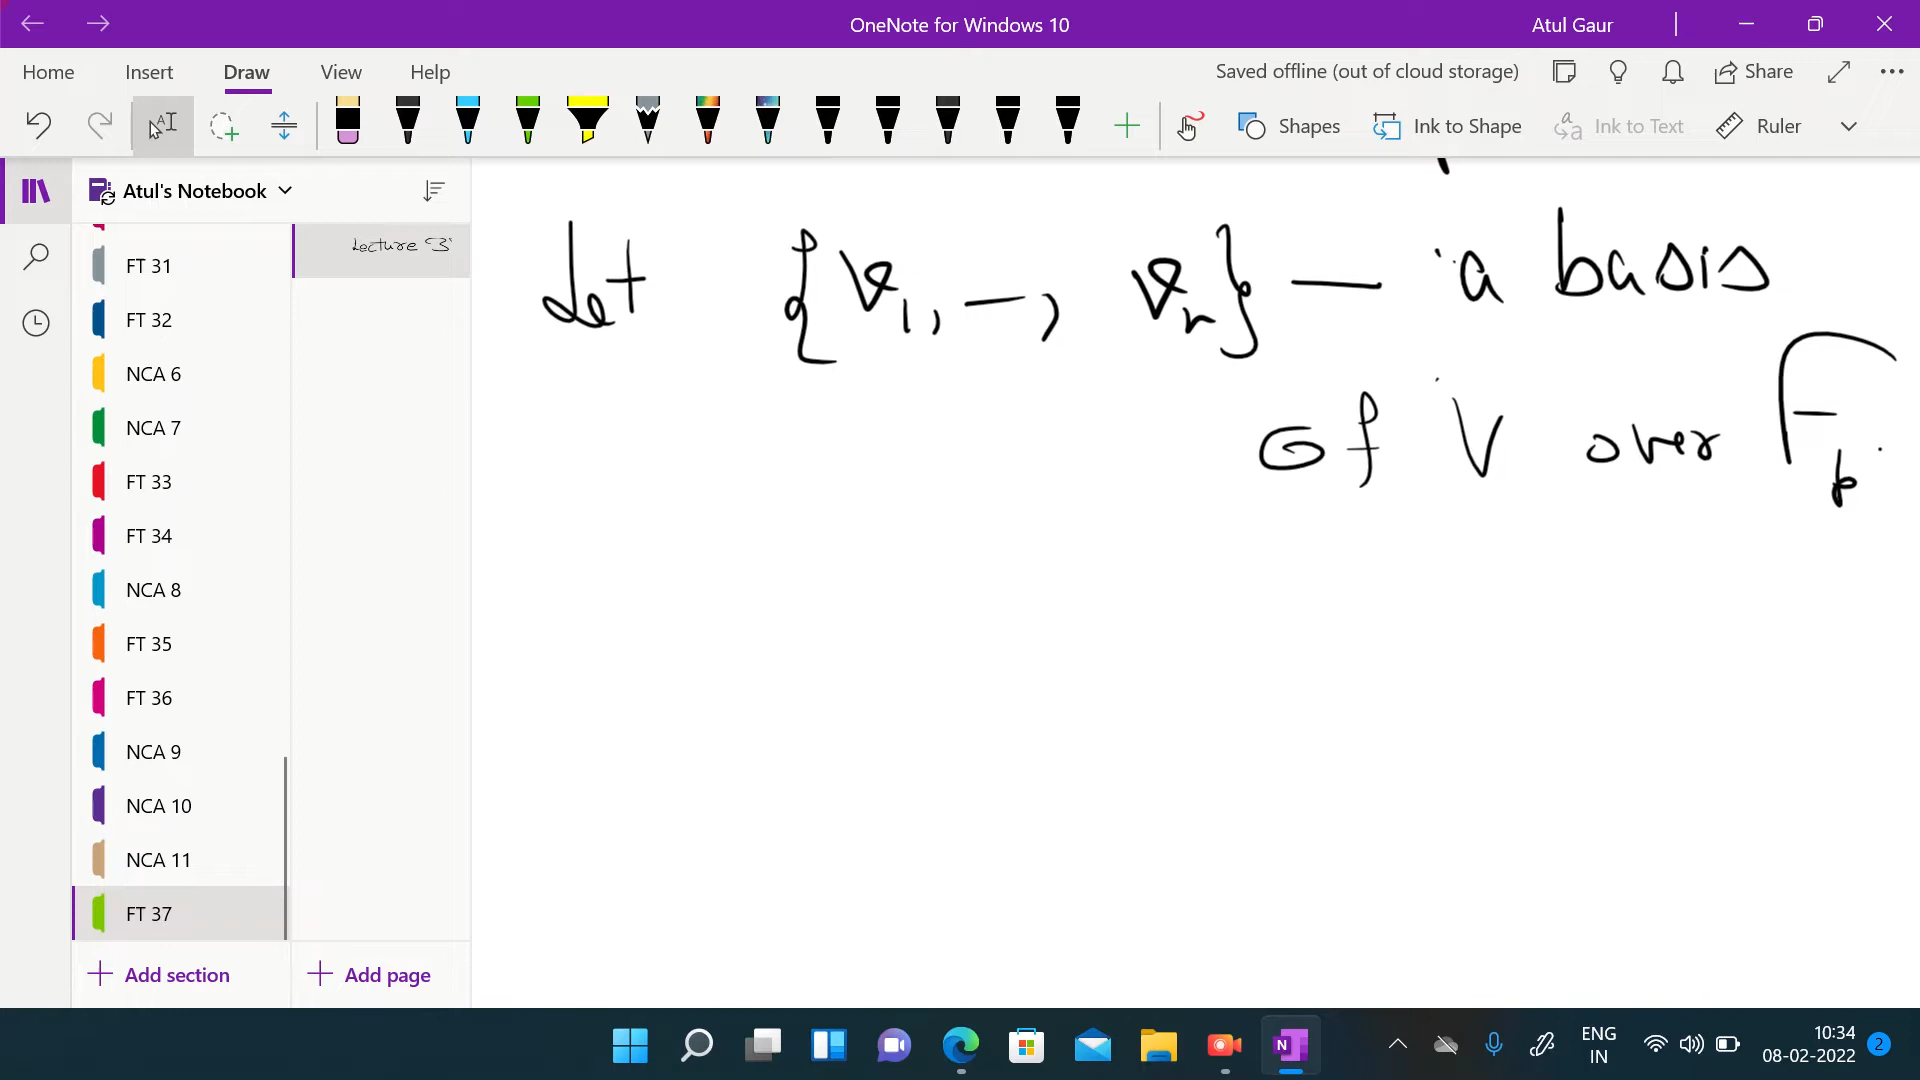 OneNote for Windows 10
Atul Gaur
Home Insert Draw View Help
Saved offline (out of cloud storage)
Share
Shapes
Ink to Shape
Ink to Text
Ruler
Atul's Notebook
FT 31
FT 32
NCA 6
NCA 7
FT 33
FT 34
NCA 8
FT 35
FT 36
NCA 9
NCA 10
NCA 11
FT 37
Add section
Lecture 3
Add page
Let {v₁, —, vᵣ} — a basis
of V over F_p.
ENG
IN
10:34
08-02-2022
2